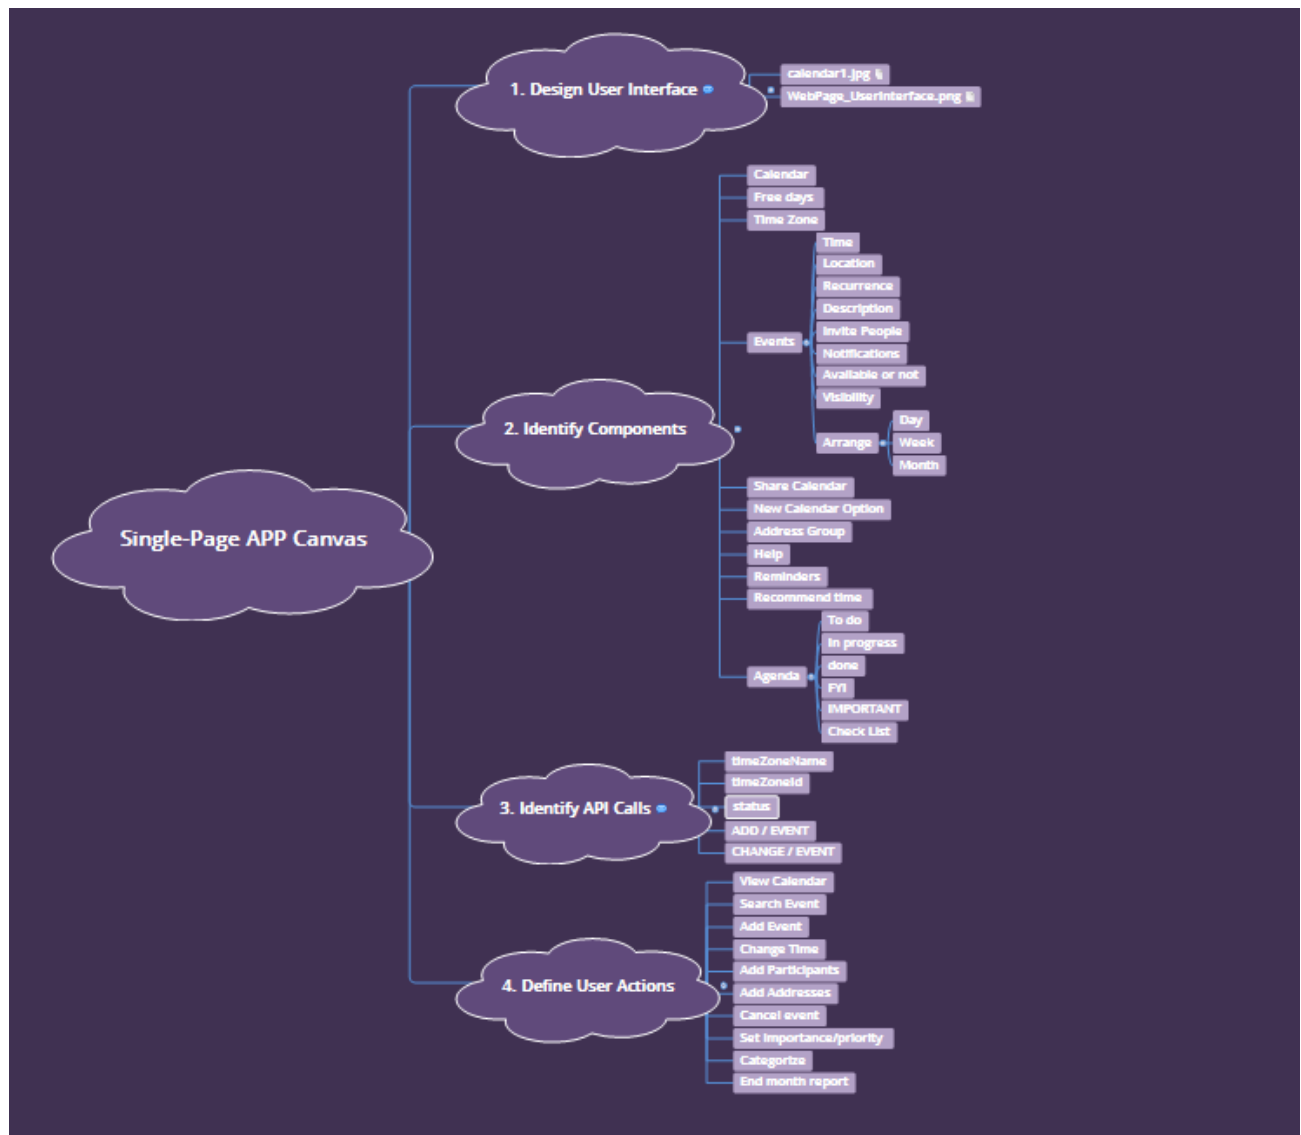 Single-Page APP Canvas
1. Design User Interface
calendar1.jpg
WebPage_UserInterface.png
2. Identify Components
Calendar
Free days
Time Zone
Events
Time
Location
Recurrence
Description
Invite People
Notifications
Available or not
Visibility
Arrange
Day
Week
Month
Share Calendar
New Calendar Option
Address Group
Help
Reminders
Recommend time
Agenda
To do
In progress
done
FYI
IMPORTANT
Check List
3. Identify API Calls
timeZoneName
timeZoneId
status
ADD / EVENT
CHANGE / EVENT
4. Define User Actions
View Calendar
Search Event
Add Event
Change Time
Add Participants
Add Addresses
Cancel event
Set importance/priority
Categorize
End month report